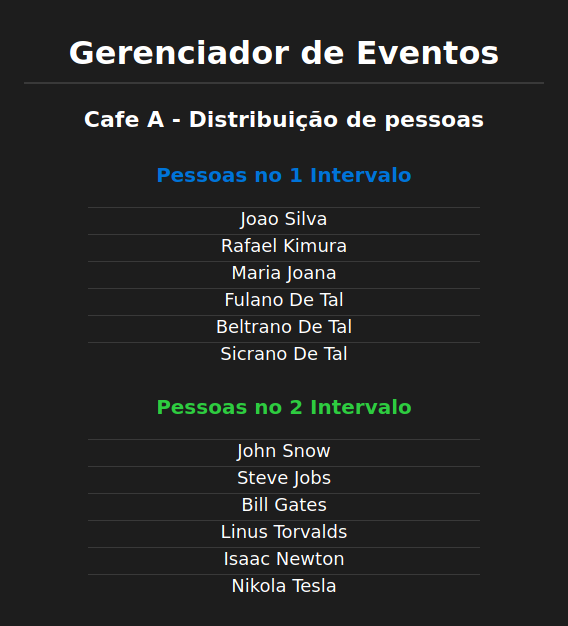 Gerenciador de Eventos
Cafe A - Distribuição de pessoas
Pessoas no 1 Intervalo
Joao Silva
Rafael Kimura
Maria Joana
Fulano De Tal
Beltrano De Tal
Sicrano De Tal
Pessoas no 2 Intervalo
John Snow
Steve Jobs
Bill Gates
Linus Torvalds
Isaac Newton
Nikola Tesla